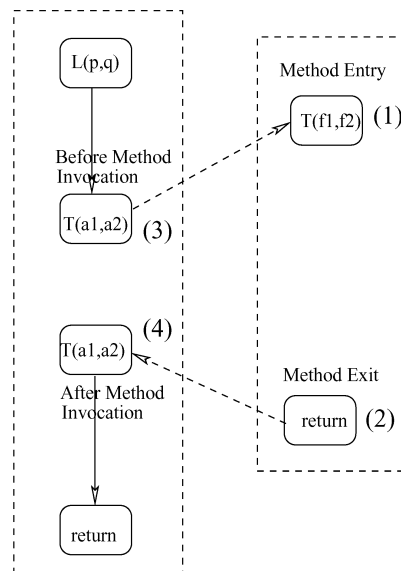 L(p,q)
Method Entry
T(f1,f2)
(1)
Before Method
Invocation
T(a1,a2)
(3)
(4)
T(a1,a2)
Method Exit
After Method
Invocation
return
(2)
return